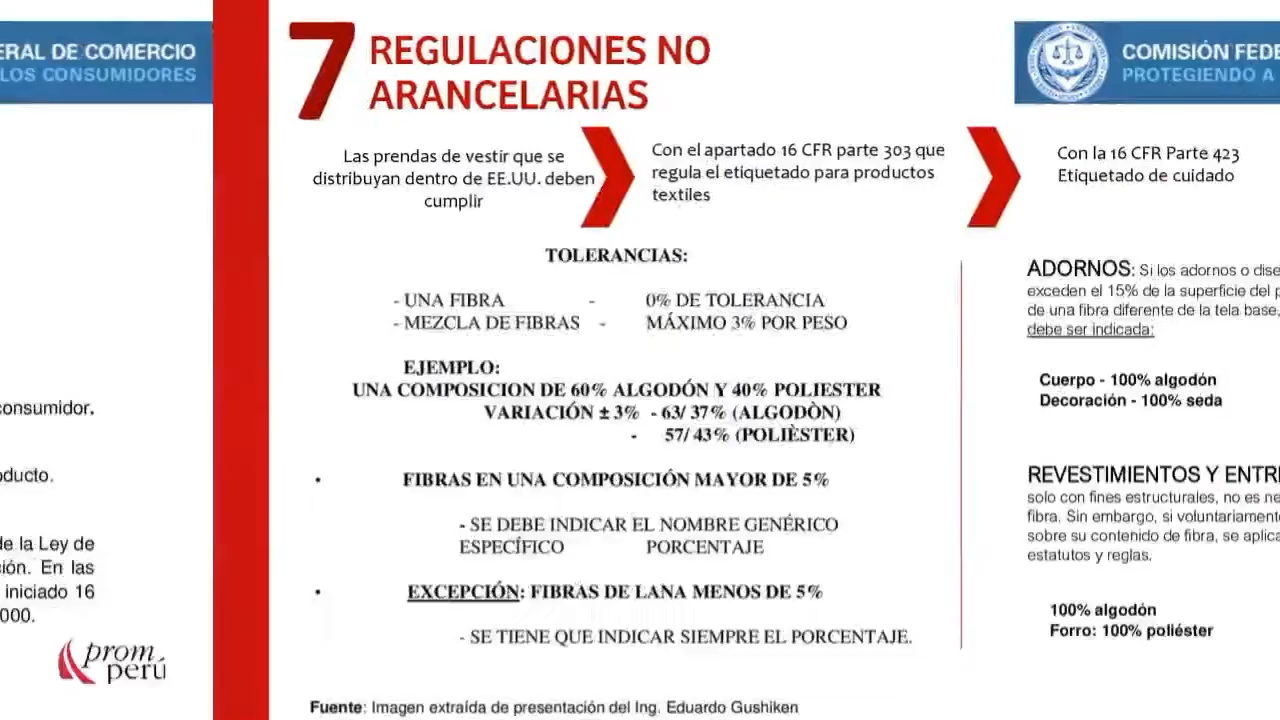 ERAL DE COMERCIO
LOS CONSUMIDORES
consumidor.
oducto.
de la Ley de
ción. En las
iniciado 16
000.
prom
perú
7 REGULACIONES NO
ARANCELARIAS
Las prendas de vestir que se
distribuyan dentro de EE.UU. deben
cumplir
Con el apartado 16 CFR parte 303 que
regula el etiquetado para productos
textiles
TOLERANCIAS:
- UNA FIBRA - 0% DE TOLERANCIA
- MEZCLA DE FIBRAS - MÁXIMO 3% POR PESO
EJEMPLO:
UNA COMPOSICION DE 60% ALGODÓN Y 40% POLIESTER
VARIACIÓN ± 3% - 63/ 37% (ALGODÒN)
- 57/ 43% (POLIÈSTER)
• FIBRAS EN UNA COMPOSICIÓN MAYOR DE 5%
- SE DEBE INDICAR EL NOMBRE GENÉRICO
ESPECÍFICO PORCENTAJE
• EXCEPCIÓN: FIBRAS DE LANA MENOS DE 5%
- SE TIENE QUE INDICAR SIEMPRE EL PORCENTAJE.
Fuente: Imagen extraída de presentación del Ing. Eduardo Gushiken
COMISIÓN FEDE
PROTEGIENDO A
Con la 16 CFR Parte 423
Etiquetado de cuidado
ADORNOS: Si los adornos o dise
exceden el 15% de la superficie del p
de una fibra diferente de la tela base,
debe ser indicada:
Cuerpo - 100% algodón
Decoración - 100% seda
REVESTIMIENTOS Y ENTRE
solo con fines estructurales, no es ne
fibra. Sin embargo, si voluntariament
sobre su contenido de fibra, se aplica
estatutos y reglas.
100% algodón
Forro: 100% poliéster